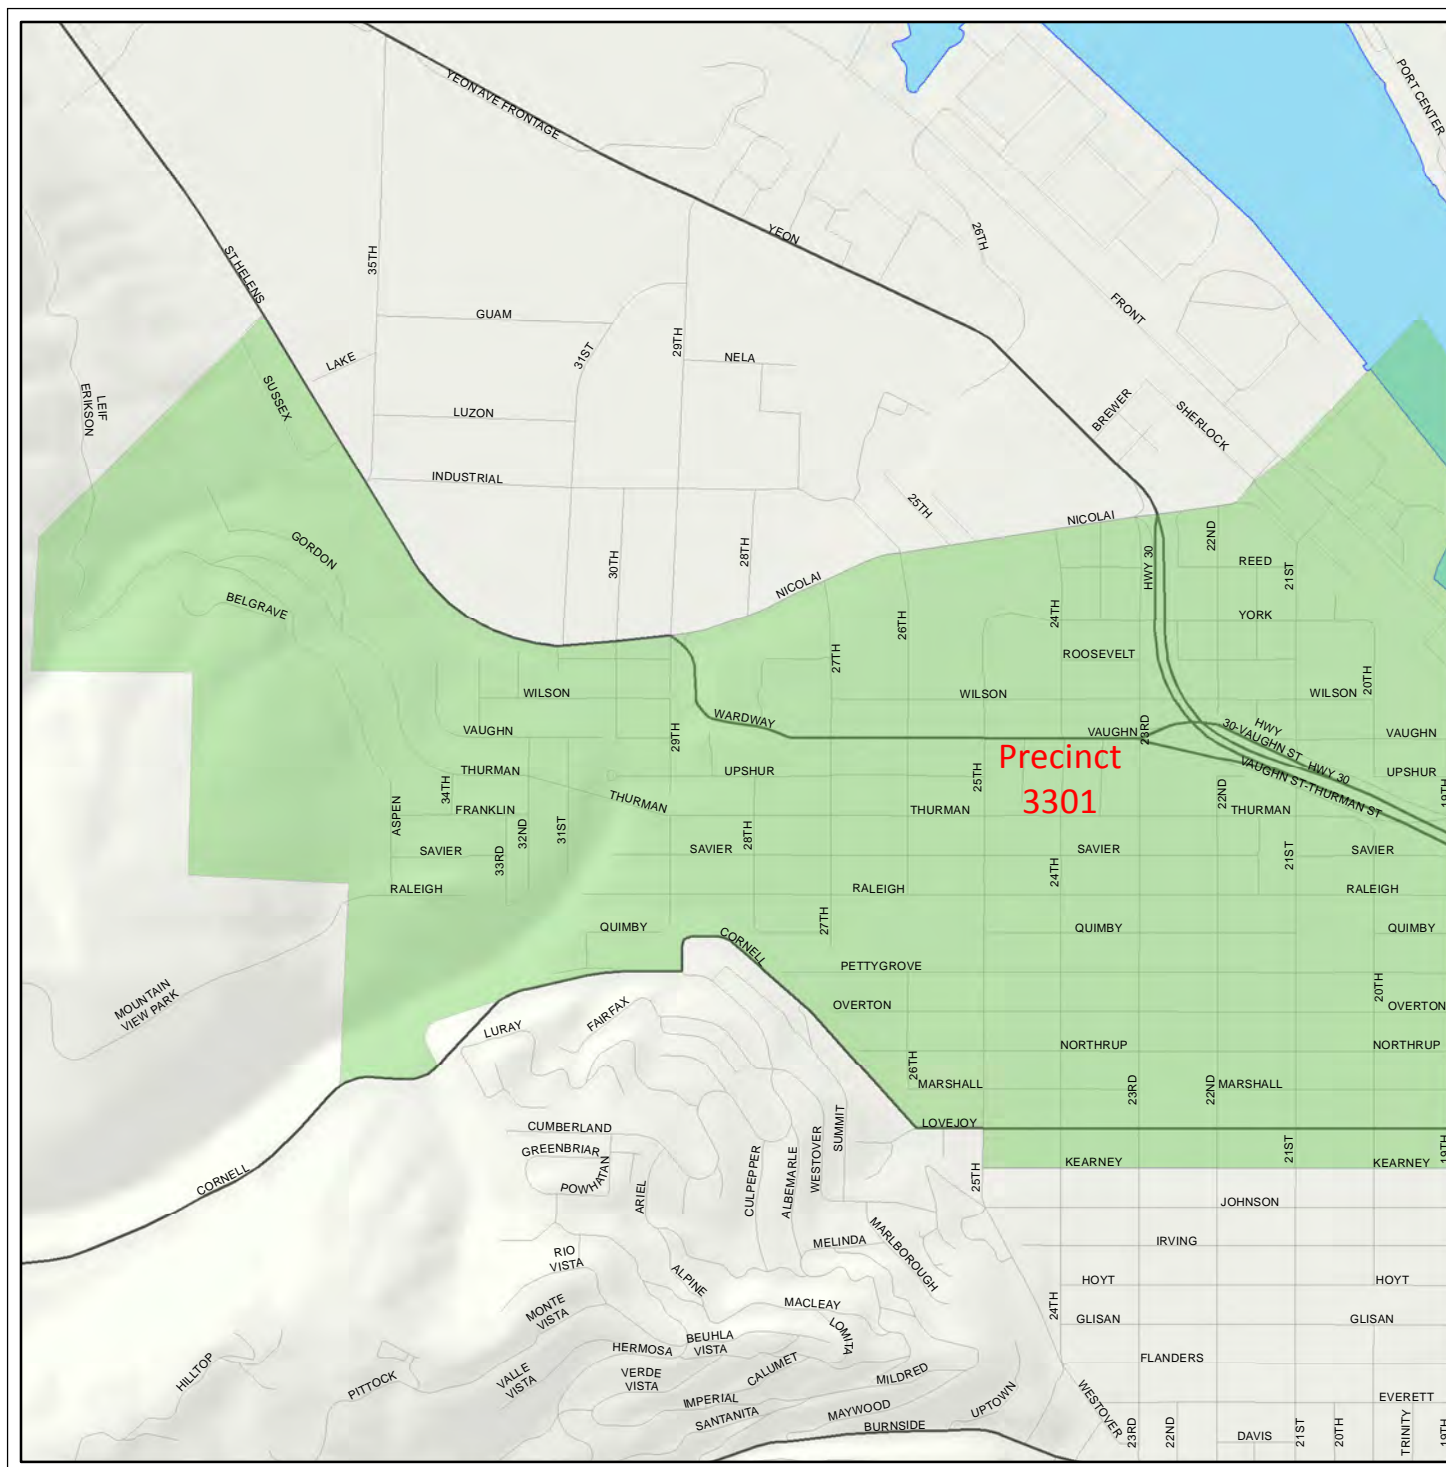 PORT CENTER
YEON AVE FRONTAGE
YEON
26TH
35TH
ST HELENS
FRONT
GUAM
29TH
31ST
NELA
LAKE
SUSSEX
LEIF
ERIKSON
LUZON
BREWER
SHERLOCK
INDUSTRIAL
25TH
NICOLAI
22ND
GORDON
30TH
28TH
HWY 30
REED
21ST
NICOLAI
BELGRAVE
26TH
24TH
YORK
27TH
ROOSEVELT
20TH
WILSON
WILSON
WILSON
WARDWAY
VAUGHN
29TH
VAUGHN
23RD
HWY
30-VAUGHN ST
HWY 30
VAUGHN
Precinct
3301
THURMAN
UPSHUR
25TH
VAUGHN ST-THURMAN ST
UPSHUR
34TH
THURMAN
22ND
19TH
ASPEN
FRANKLIN
THURMAN
THURMAN
32ND
31ST
28TH
SAVIER
33RD
SAVIER
SAVIER
21ST
SAVIER
24TH
RALEIGH
RALEIGH
RALEIGH
QUIMBY
27TH
CORNELL
QUIMBY
QUIMBY
PETTYGROVE
20TH
MOUNTAIN
VIEW PARK
OVERTON
OVERTON
LURAY
FAIRFAX
NORTHRUP
NORTHRUP
26TH
MARSHALL
23RD
22ND
MARSHALL
LOVEJOY
CUMBERLAND
GREENBRIAR
POWHATAN
SUMMIT
WESTOVER
ALBEMARLE
CULPEPPER
21ST
19TH
KEARNEY
KEARNEY
CORNELL
25TH
ARIEL
JOHNSON
MARLBOROUGH
MELINDA
IRVING
RIO
VISTA
ALPINE
HOYT
HOYT
MONTE
VISTA
MACLEAY
24TH
GLISAN
GLISAN
LOMITA
BEUHLA
VISTA
HERMOSA
FLANDERS
HILLTOP
PITTOCK
VALLE
VISTA
VERDE
VISTA
CALUMET
MILDRED
IMPERIAL
SANTANITA
MAYWOOD
UPTOWN
WESTOVER
EVERETT
BURNSIDE
23RD
22ND
DAVIS
21ST
20TH
TRINITY
19TH